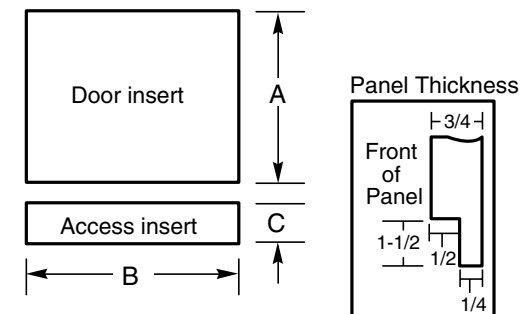 Door insert
A
Access insert
C
B
Panel Thickness
3/4
Front
of
Panel
1-1/2
1/2
1/4